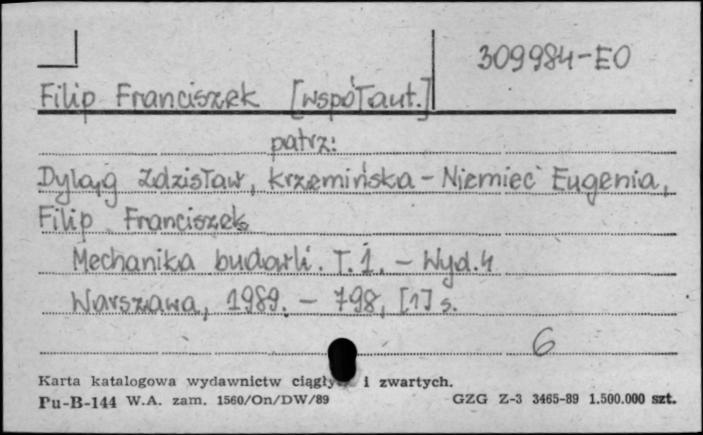 309984-EO
Filip Franciszek [współaut.]
patrz:
Dyląg Zdzisław, Krzemińska-Niemiec Eugenia,
Filip Franciszek
Mechanika budowli. T. 1. - Wyd. 4
Warszawa, 1989. - 798, [1] s.
6
Karta katalogowa wydawnictw ciągłych i zwartych.
Pu-B-144 W.A. zam. 1560/On/DW/89 GZG Z-3 3465-89 1.500.000 szt.